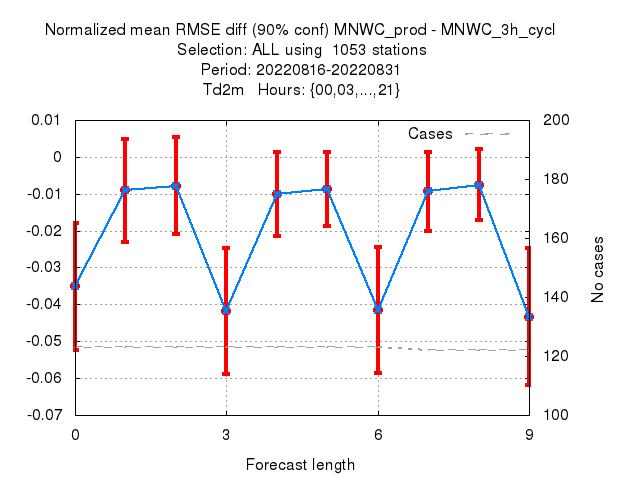 Normalized mean RMSE diff (90% conf) MNWC_prod - MNWC_3h_cycl
Selection: ALL using  1053 stations
Period: 20220816-20220831
Td2m   Hours: {00,03,...,21}
Cases
0.01
0
-0.01
-0.02
-0.03
-0.04
-0.05
-0.06
-0.07
200
180
160
140
120
100
No cases
0
3
6
9
Forecast length